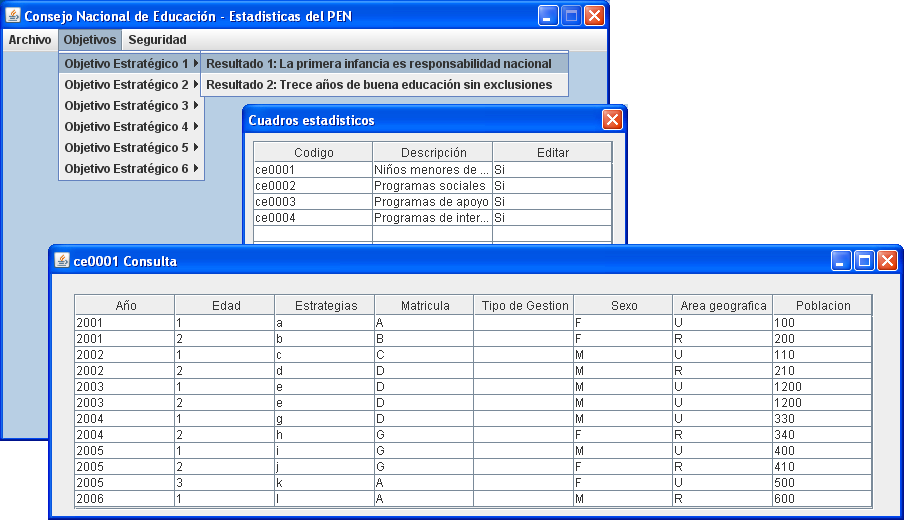 Consejo Nacional de Educación - Estadisticas del PEN
Archivo Objetivos Seguridad
Objetivo Estratégico 1 Resultado 1: La primera infancia es responsabilidad nacional
Objetivo Estratégico 2 Resultado 2: Trece años de buena educación sin exclusiones
Objetivo Estratégico 3
Objetivo Estratégico 4
Objetivo Estratégico 5
Objetivo Estratégico 6
Cuadros estadisticos
Codigo Descripción Editar
ce0001 Niños menores de ... Si
ce0002 Programas sociales Si
ce0003 Programas de apoyo Si
ce0004 Programas de inter... Si
ce0001 Consulta
Año Edad Estrategias Matricula Tipo de Gestion Sexo Area geografica Poblacion
2001 1 a A F U 100
2001 2 b B F R 200
2002 1 c C M U 110
2002 2 d D M R 210
2003 1 e D M U 1200
2003 2 e D M U 1200
2004 1 g D M U 330
2004 2 h G F R 340
2005 1 i G M U 400
2005 2 j G F R 410
2005 3 k A F U 500
2006 1 l A M R 600